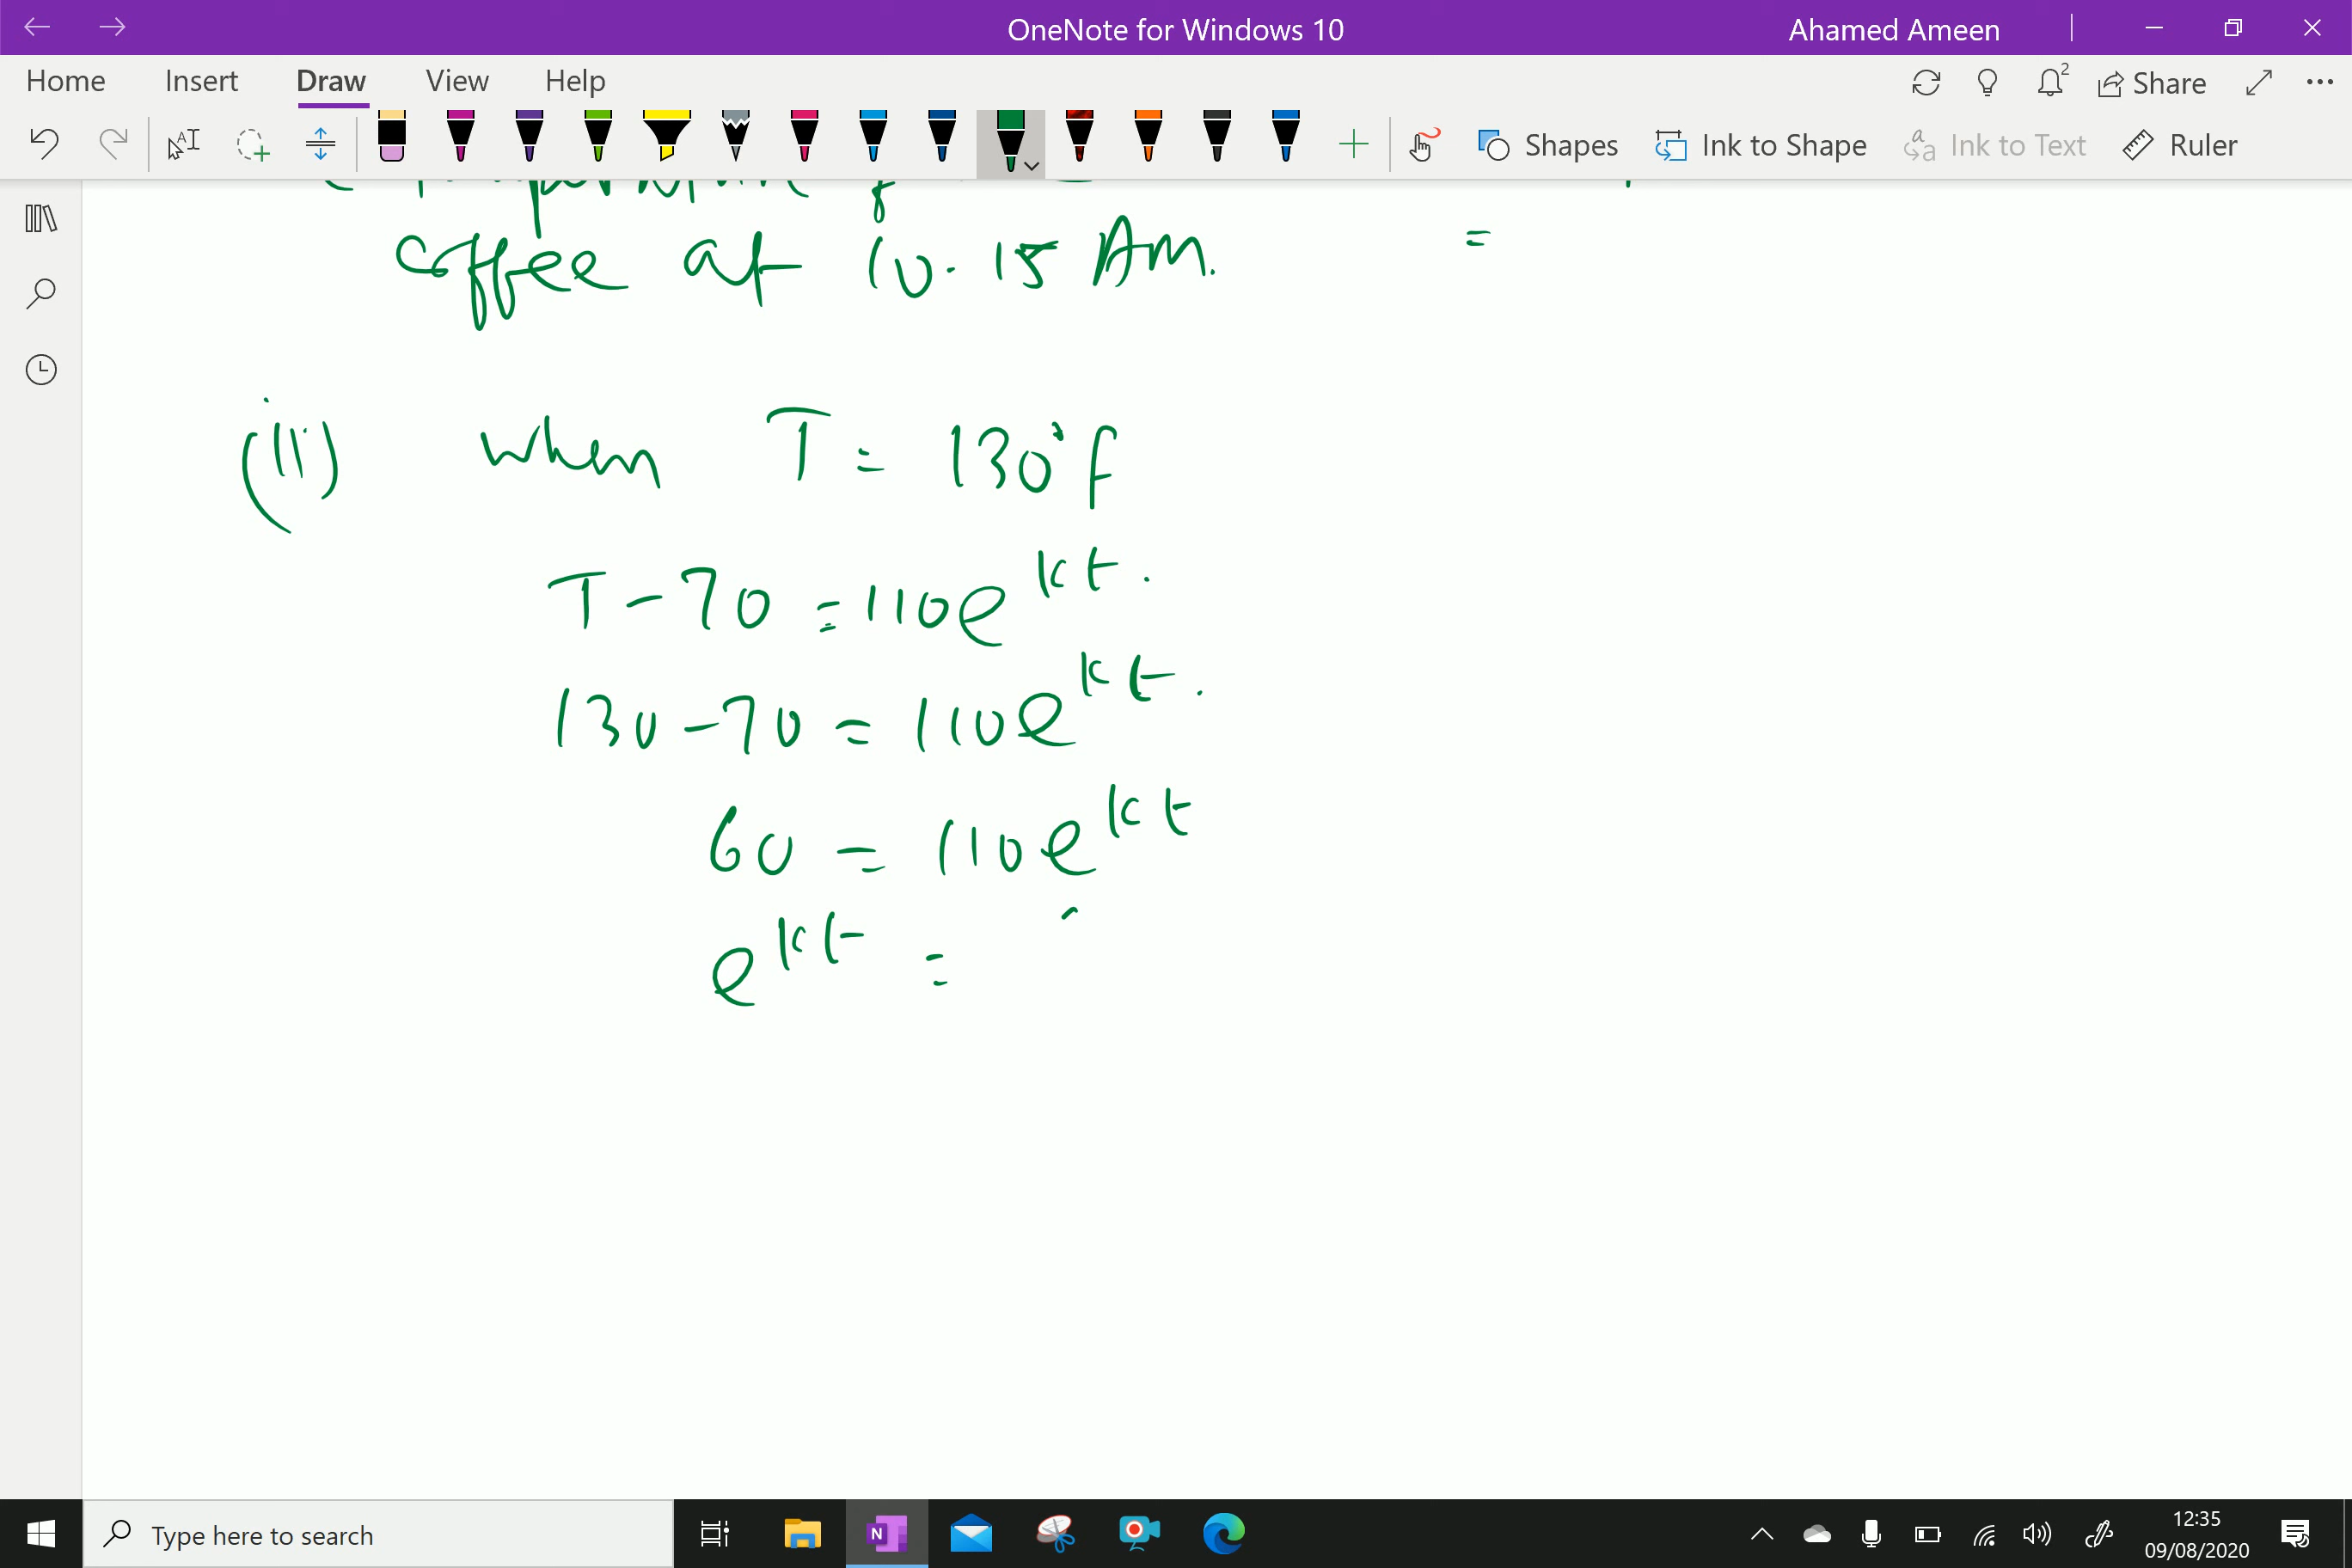 OneNote for Windows 10 Ahamed Ameen
Home Insert Draw View Help 2 Share
Shapes Ink to Shape Ink to Text Ruler
coffee at 10.15 AM. =
(ii) when T = 130°F
T - 70 = 110e^kt.
130 - 70 = 110e^kt.
60 = 110e^kt
e^kt =
Type here to search
12:35
09/08/2020